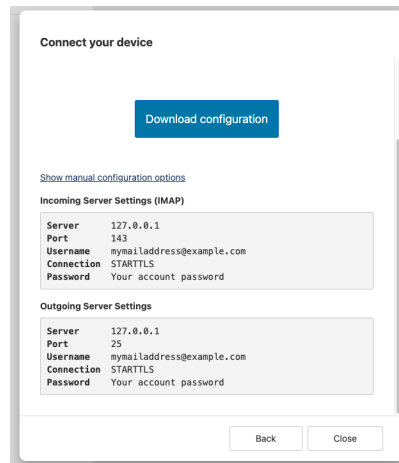 Connect your device
Download configuration
Show manual configuration options
Incoming Server Settings (IMAP)
Server 127.0.0.1
Port 143
Username mymailaddress@example.com
Connection STARTTLS
Password Your account password
Outgoing Server Settings
Server 127.0.0.1
Port 25
Username mymailaddress@example.com
Connection STARTTLS
Password Your account password
Back Close